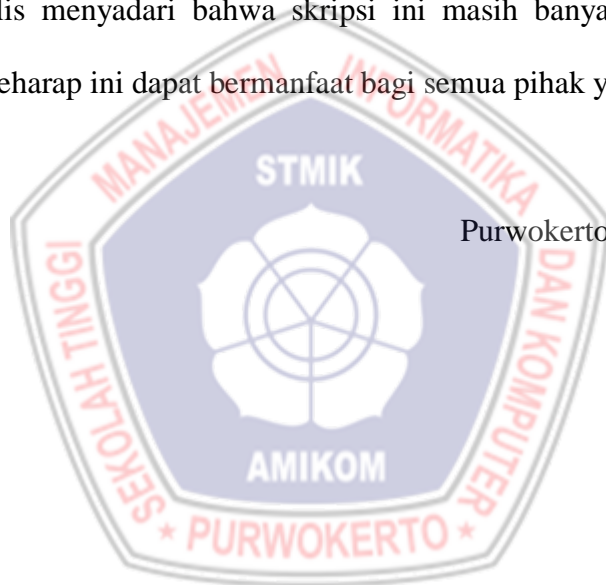 lis menyadari bahwa skripsi ini masih banya
eharap ini dapat bermanfaat bagi semua pihak y
Purwokerto
SEKOLAH TINGGI MANAJEMEN INFORMATIKA DAN KOMPUTER
STMIK
AMIKOM
* PURWOKERTO *